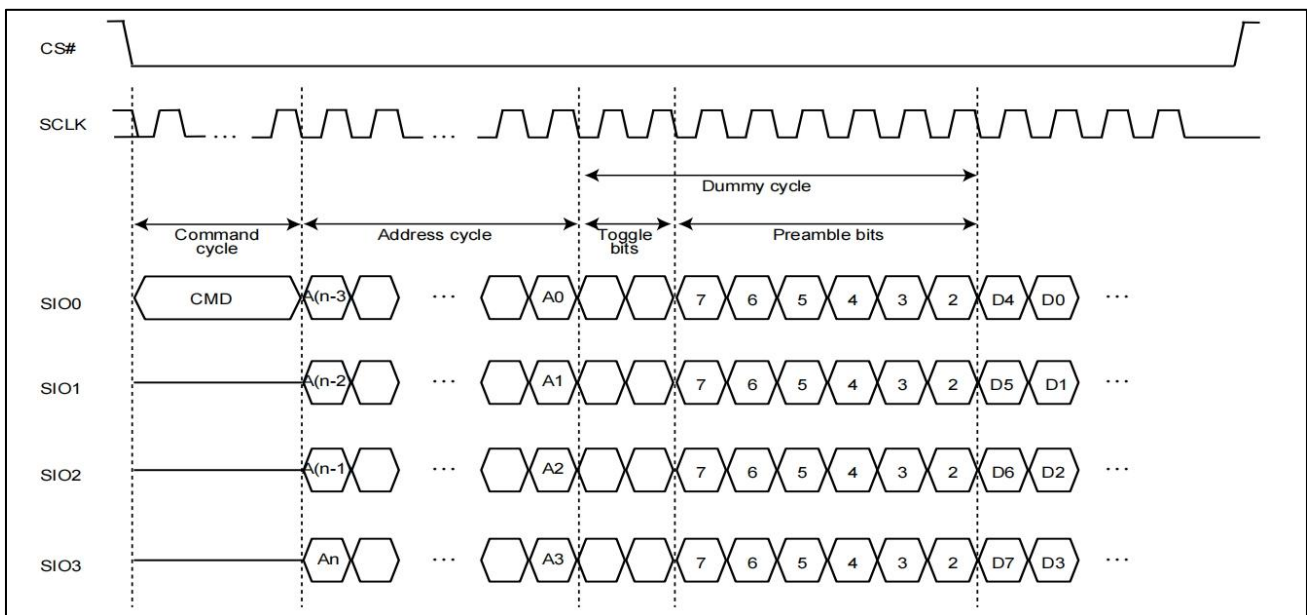 CS#
SCLK ... ...
Dummy cycle
Command cycle Address cycle Toggle bits Preamble bits
SIO0 CMD A(n-3) ... A0 7 6 5 4 3 2 D4 D0 ...
SIO1 A(n-2 ... A1 7 6 5 4 3 2 D5 D1 ...
SIO2 A(n-1 ... A2 7 6 5 4 3 2 D6 D2 ...
SIO3 An ... A3 7 6 5 4 3 2 D7 D3 ...